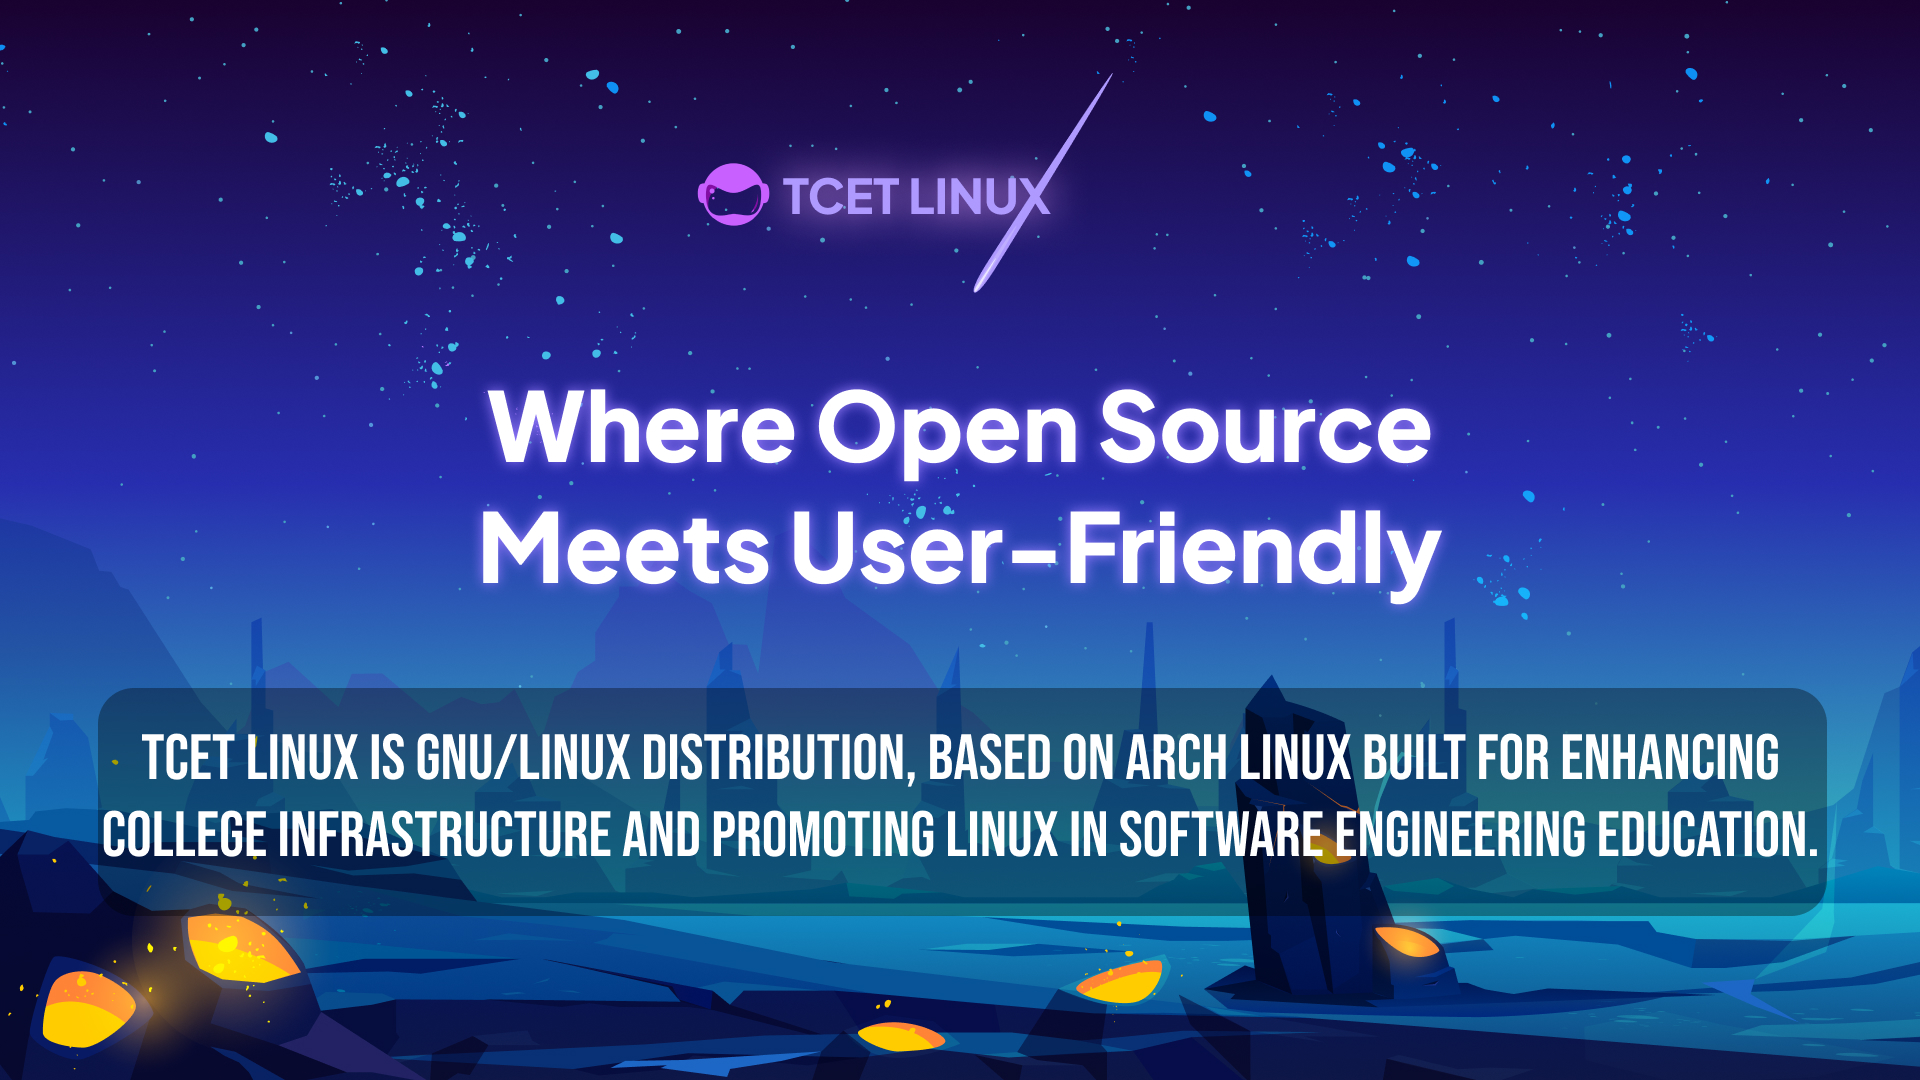 TCET LINUX
Where Open Source
Meets User-Friendly
TCET LINUX IS GNU/LINUX DISTRIBUTION, BASED ON ARCH LINUX BUILT FOR ENHANCING
COLLEGE INFRASTRUCTURE AND PROMOTING LINUX IN SOFTWARE ENGINEERING EDUCATION.